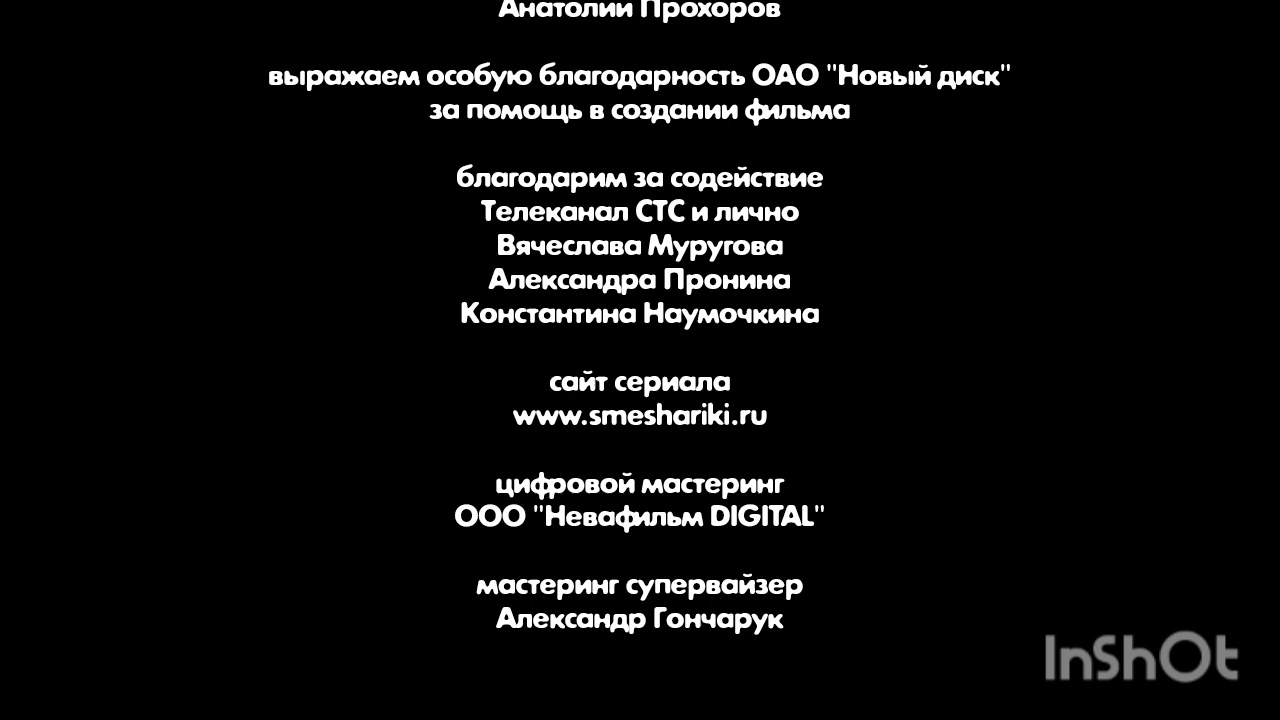 Анатолий Прохоров
выражаем особую благодарность ОАО "Новый диск"
за помощь в создании фильма
благодарим за содействие
Телеканал СТС и лично
Вячеслава Муругова
Александра Пронина
Константина Наумочкина
сайт сериала
www.smeshariki.ru
цифровой мастеринг
ООО "Невафильм DIGITAL"
мастеринг супервайзер
Александр Гончарук
InShOt